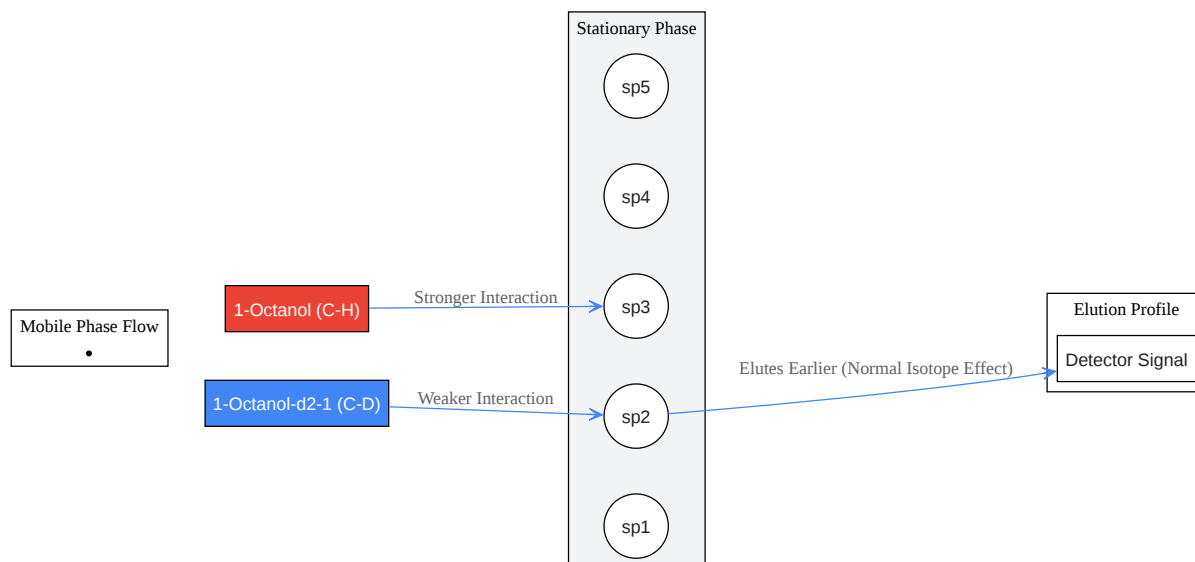 Stationary Phase
sp5
sp4
1-Octanol (C-H)
Stronger Interaction
sp3
Mobile Phase Flow
1-Octanol-d2-1 (C-D)
Weaker Interaction
sp2
Elutes Earlier (Normal Isotope Effect)
Elution Profile
Detector Signal
sp1